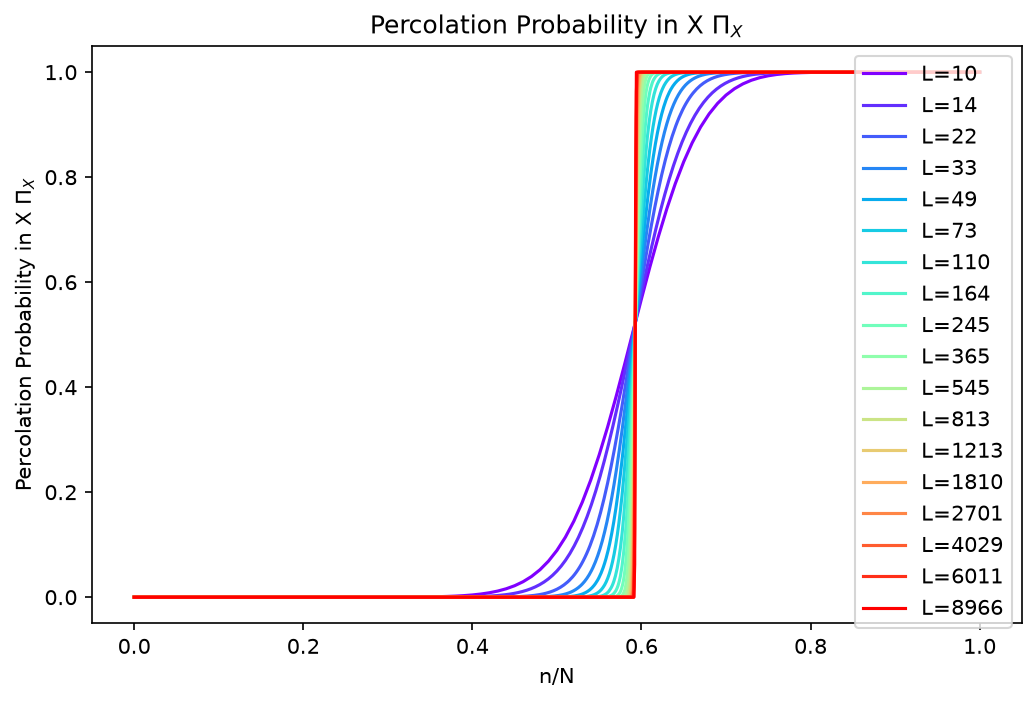 Percolation Probability in X Π_X
Percolation Probability in X Π_X
1.0
0.8
0.6
0.4
0.2
0.0
0.0 0.2 0.4 0.6 0.8 1.0
n/N
L=10
L=14
L=22
L=33
L=49
L=73
L=110
L=164
L=245
L=365
L=545
L=813
L=1213
L=1810
L=2701
L=4029
L=6011
L=8966